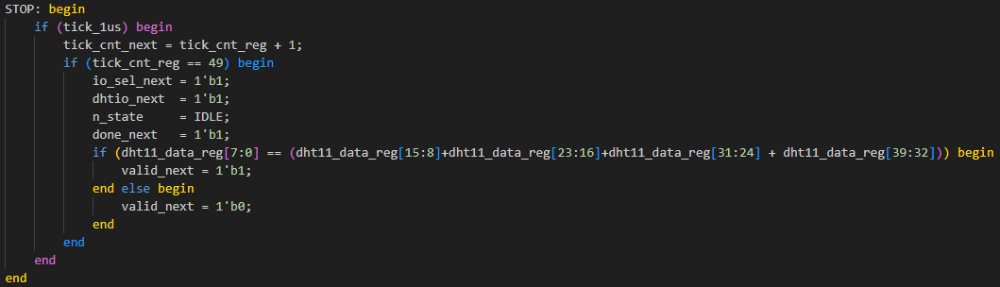 STOP: begin
    if (tick_1us) begin
        tick_cnt_next = tick_cnt_reg + 1;
        if (tick_cnt_reg == 49) begin
            io_sel_next = 1'b1;
            dhtio_next  = 1'b1;
            n_state     = IDLE;
            done_next   = 1'b1;
            if (dht11_data_reg[7:0] == (dht11_data_reg[15:8]+dht11_data_reg[23:16]+dht11_data_reg[31:24] + dht11_data_reg[39:32])) begin
                valid_next = 1'b1;
            end else begin
                valid_next = 1'b0;
            end
        end
    end
end